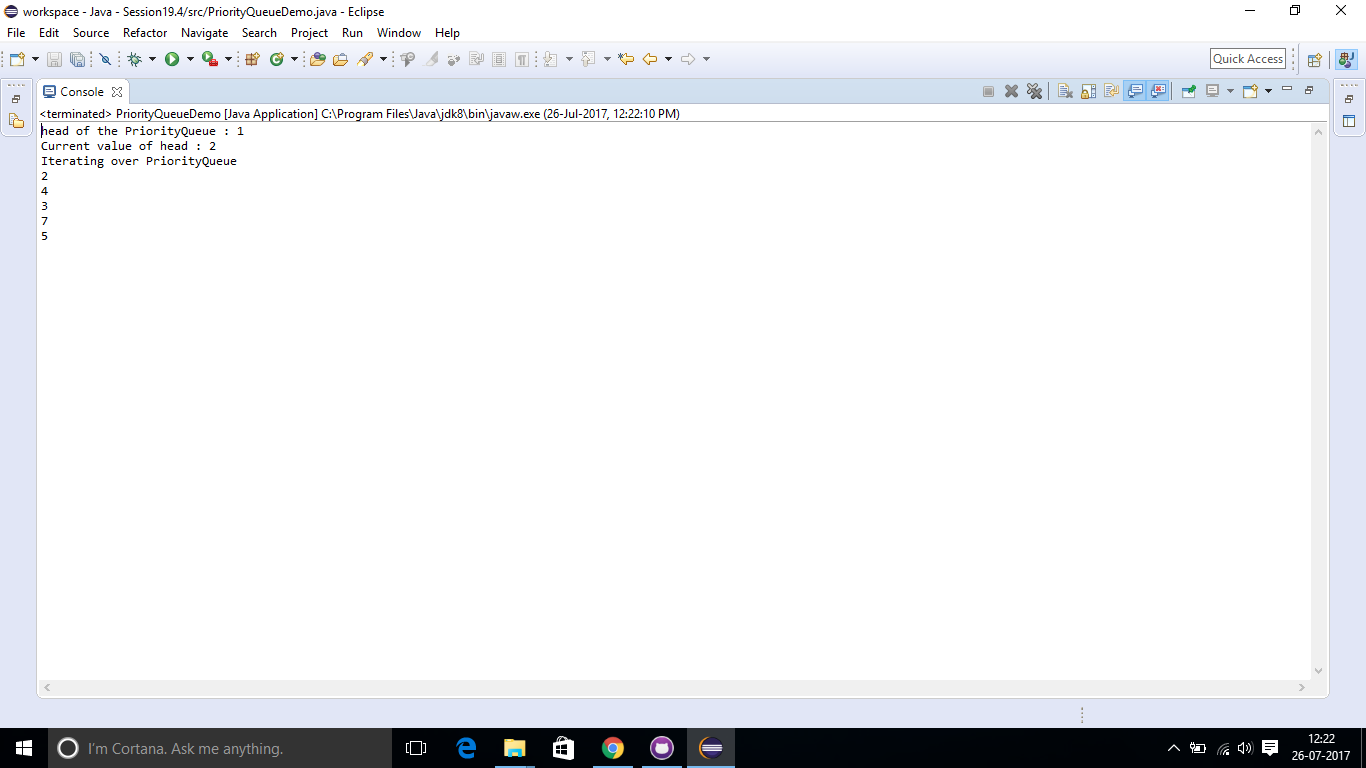 workspace - Java - Session19.4/src/PriorityQueueDemo.java - Eclipse
File Edit Source Refactor Navigate Search Project Run Window Help
Quick Access
Console
<terminated> PriorityQueueDemo [Java Application] C:\Program Files\Java\jdk8\bin\javaw.exe (26-Jul-2017, 12:22:10 PM)
head of the PriorityQueue : 1
Current value of head : 2
Iterating over PriorityQueue
2
4
3
7
5
I'm Cortana. Ask me anything.
12:22
26-07-2017